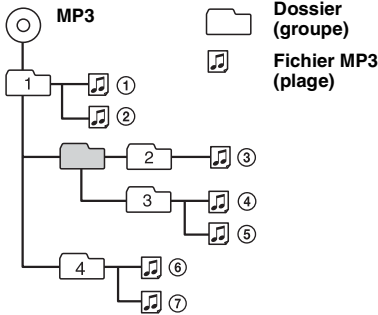 MP3
Dossier
(groupe)
Fichier MP3
(plage)
1
①
②
2
③
3
④
⑤
4
⑥
⑦